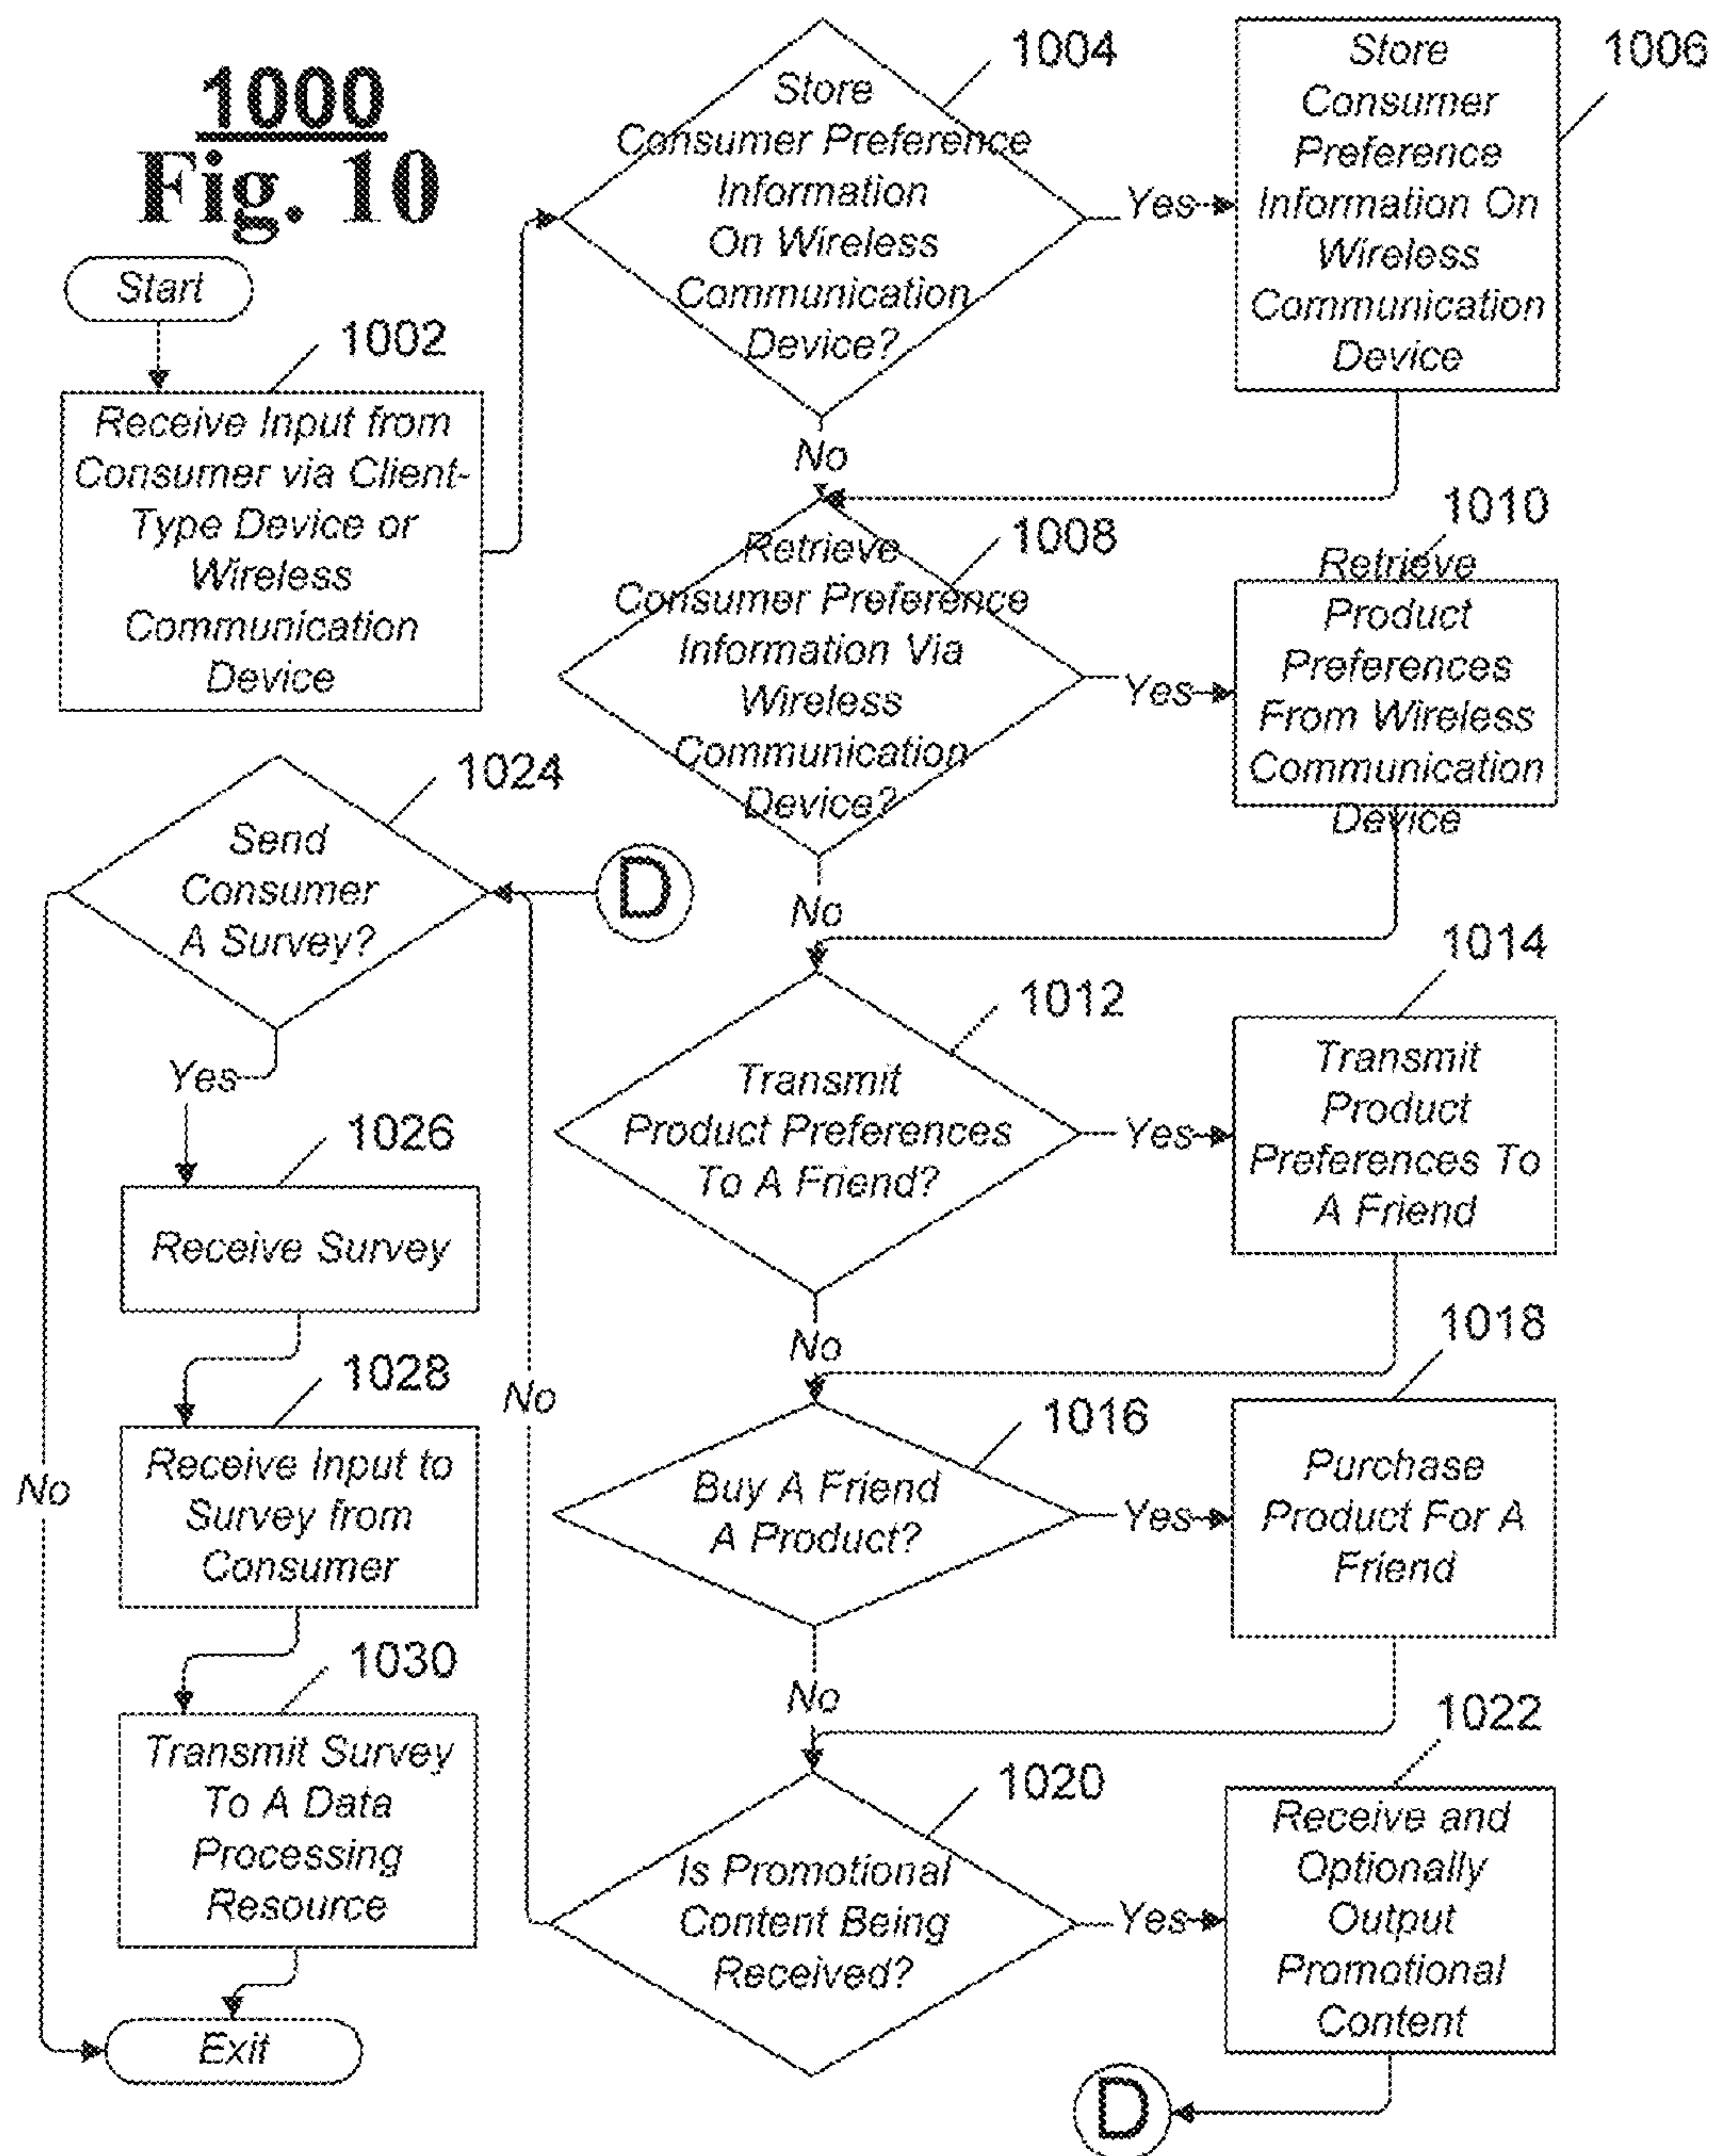 1000
Fig. 10
Start
1002
Receive Input from
Consumer via Client-
Type Device or
Wireless
Communication
Device
1004
Store
Consumer Preference
Information
On Wireless
Communication
Device?
Yes
No
1006
Store
Consumer
Preference
Information On
Wireless
Communication
Device
1008
Retrieve
Consumer Preference
Information Via
Wireless
Communication
Device?
Yes
No
1010
Retrieve
Product
Preferences
From Wireless
Communication
Device
1012
Transmit
Product Preferences
To A Friend?
Yes
No
1014
Transmit
Product
Preferences To
A Friend
1016
Buy A Friend
A Product?
Yes
No
1018
Purchase
Product For A
Friend
1020
Is Promotional
Content Being
Received?
Yes
No
1022
Receive and
Optionally
Output
Promotional
Content
D
D
1024
Send
Consumer
A Survey?
Yes
No
1026
Receive Survey
1028
Receive Input to
Survey from
Consumer
1030
Transmit Survey
To A Data
Processing
Resource
Exit